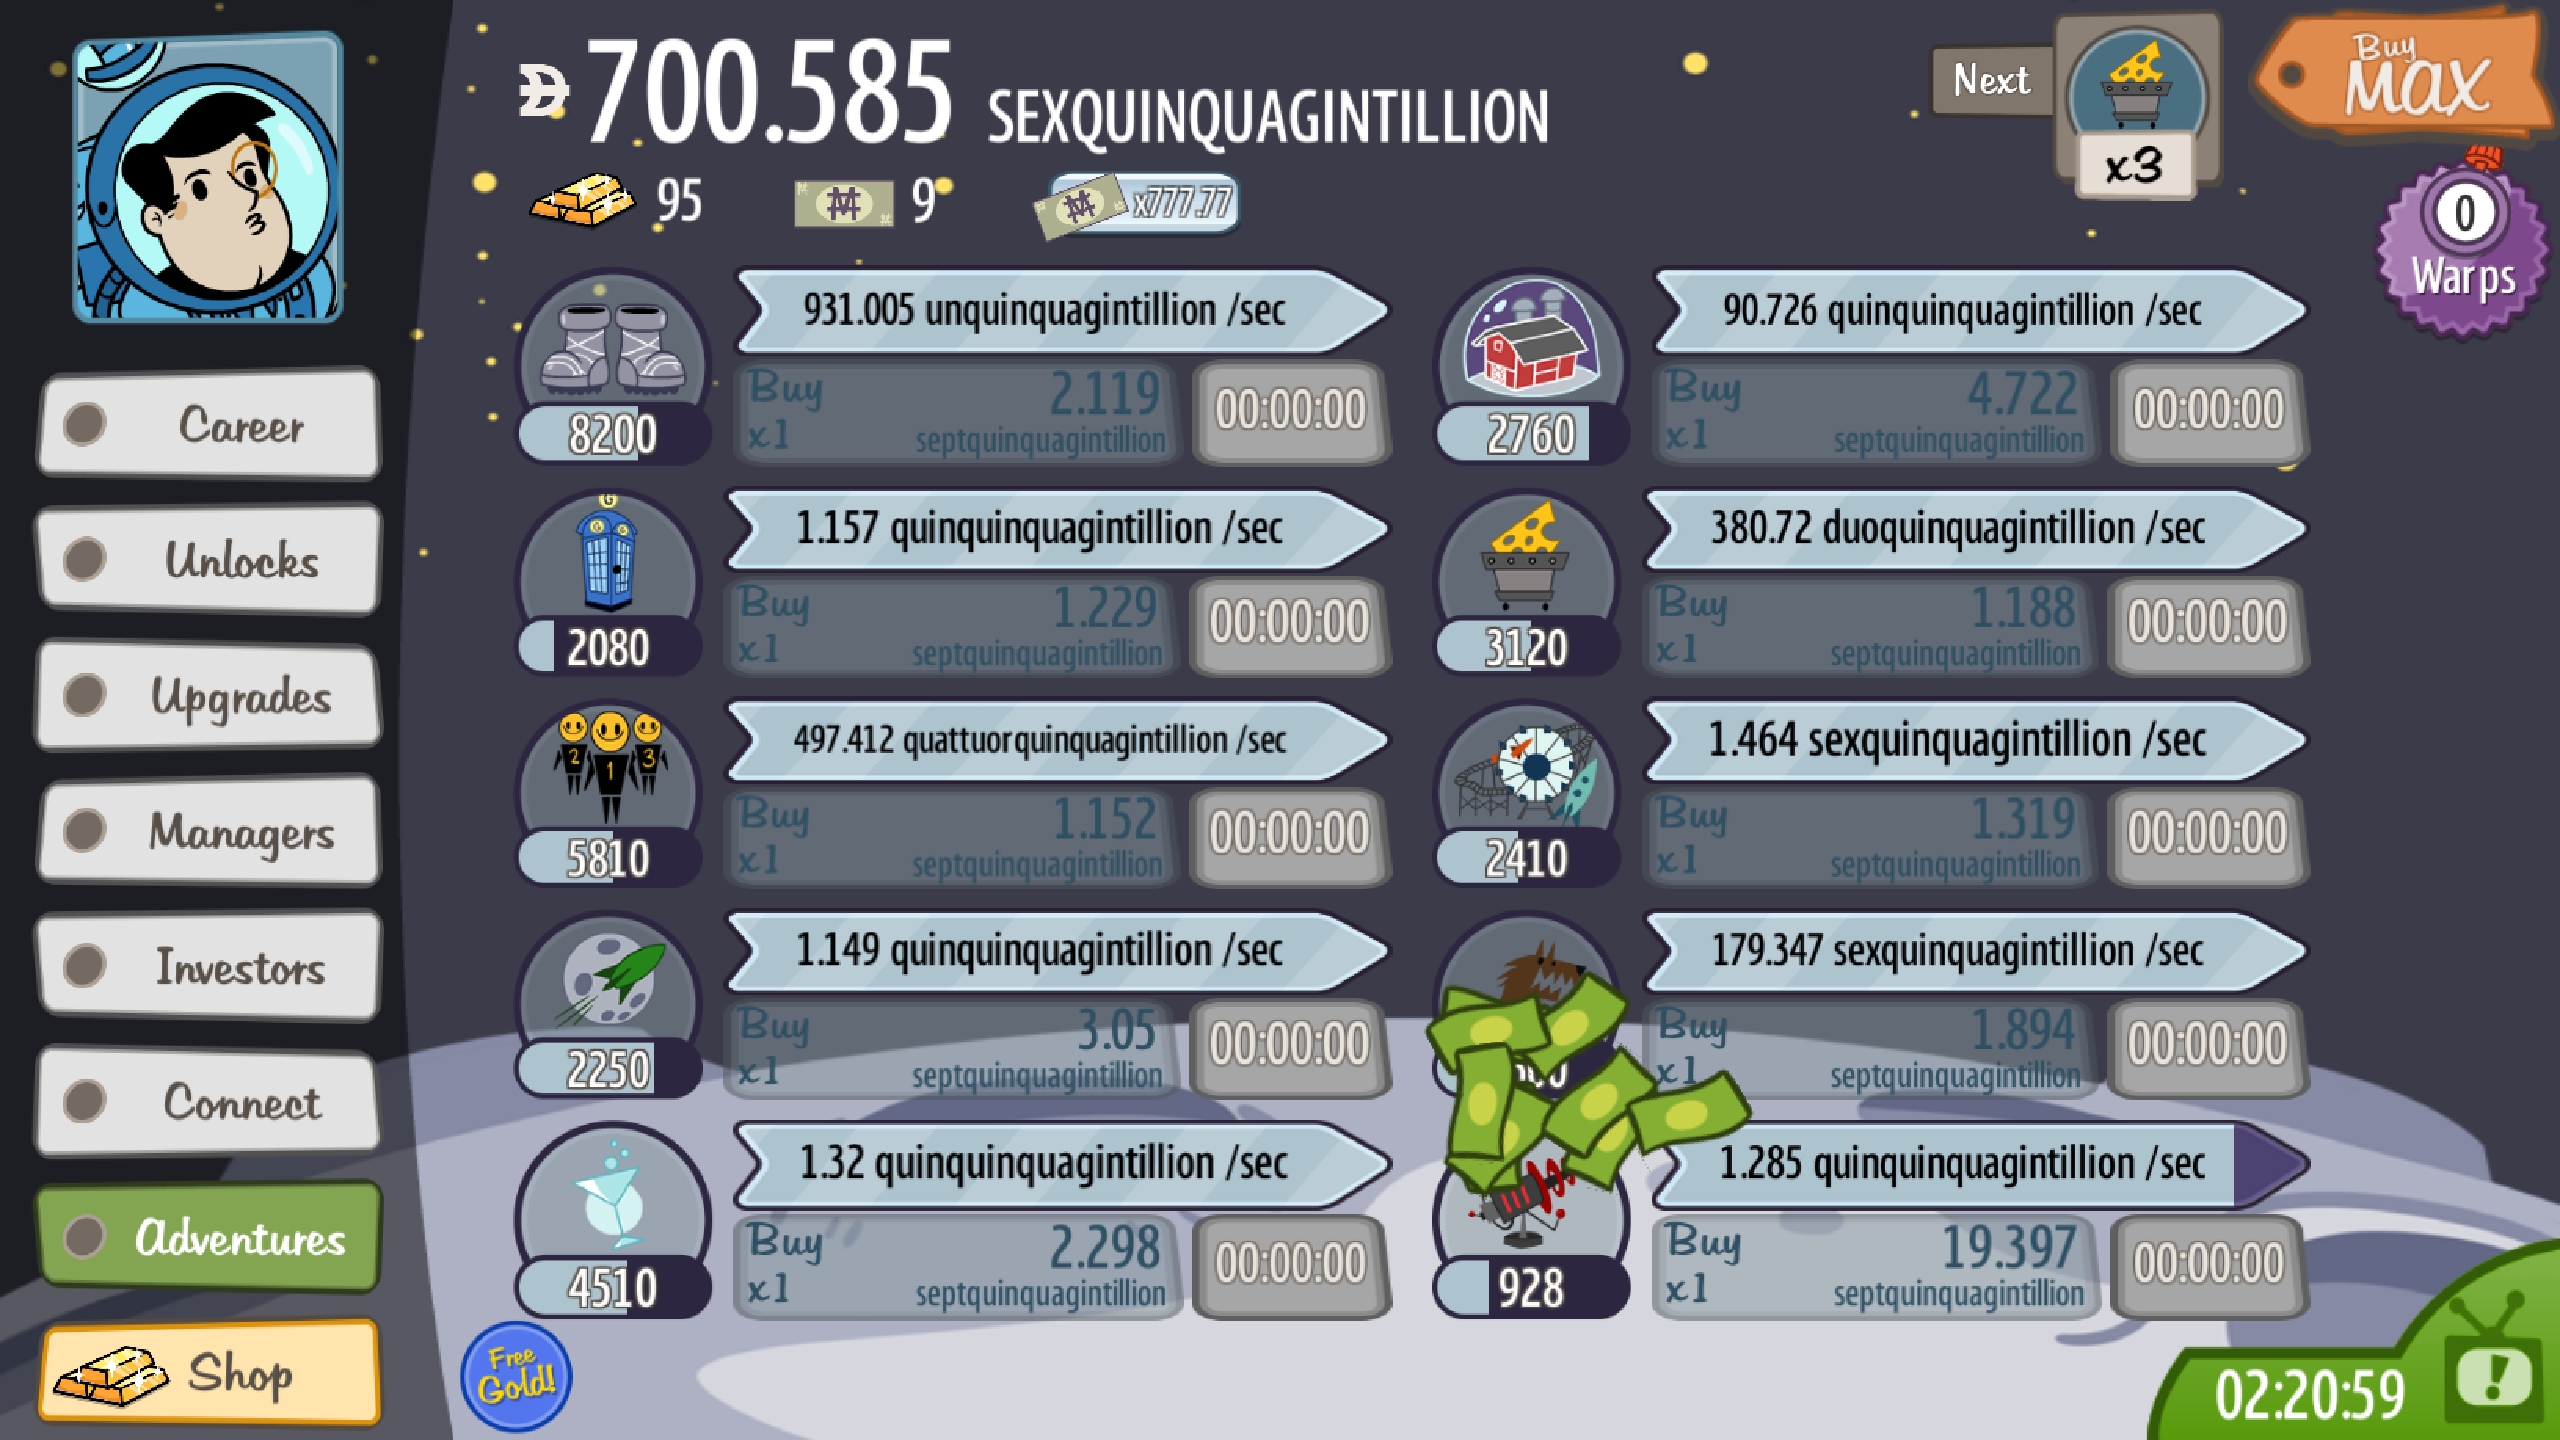 700.585 SEXQUINQUAGINTILLION
Next
x3
Buy
MAX
95
9
x777.77
0
Warps
Career
Unlocks
Upgrades
Managers
Investors
Connect
Adventures
Shop
931.005 unquinquagintillion /sec
8200
Buy
x1
2.119
septquinquagintillion
00:00:00
90.726 quinquinquagintillion /sec
2760
Buy
x1
4.722
septquinquagintillion
00:00:00
G
1.157 quinquinquagintillion /sec
2080
Buy
x1
1.229
septquinquagintillion
00:00:00
380.72 duoquinquagintillion /sec
3120
Buy
x1
1.188
septquinquagintillion
00:00:00
2 1 3
497.412 quattuorquinquagintillion /sec
5810
Buy
x1
1.152
septquinquagintillion
00:00:00
1.464 sexquinquagintillion /sec
2410
Buy
x1
1.319
septquinquagintillion
00:00:00
1.149 quinquinquagintillion /sec
2250
Buy
x1
3.05
septquinquagintillion
00:00:00
179.347 sexquinquagintillion /sec
Buy
x1
1.894
septquinquagintillion
00:00:00
1.32 quinquinquagintillion /sec
4510
Buy
x1
2.298
septquinquagintillion
00:00:00
1.285 quinquinquagintillion /sec
928
Buy
x1
19.397
septquinquagintillion
00:00:00
Free
Gold!
02:20:59
!